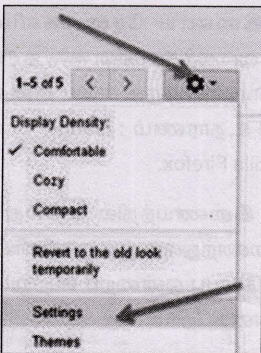 1–5 of 5
Display Density:
✓ Comfortable
Cozy
Compact
Revert to the old look
temporarily
Settings
Themes